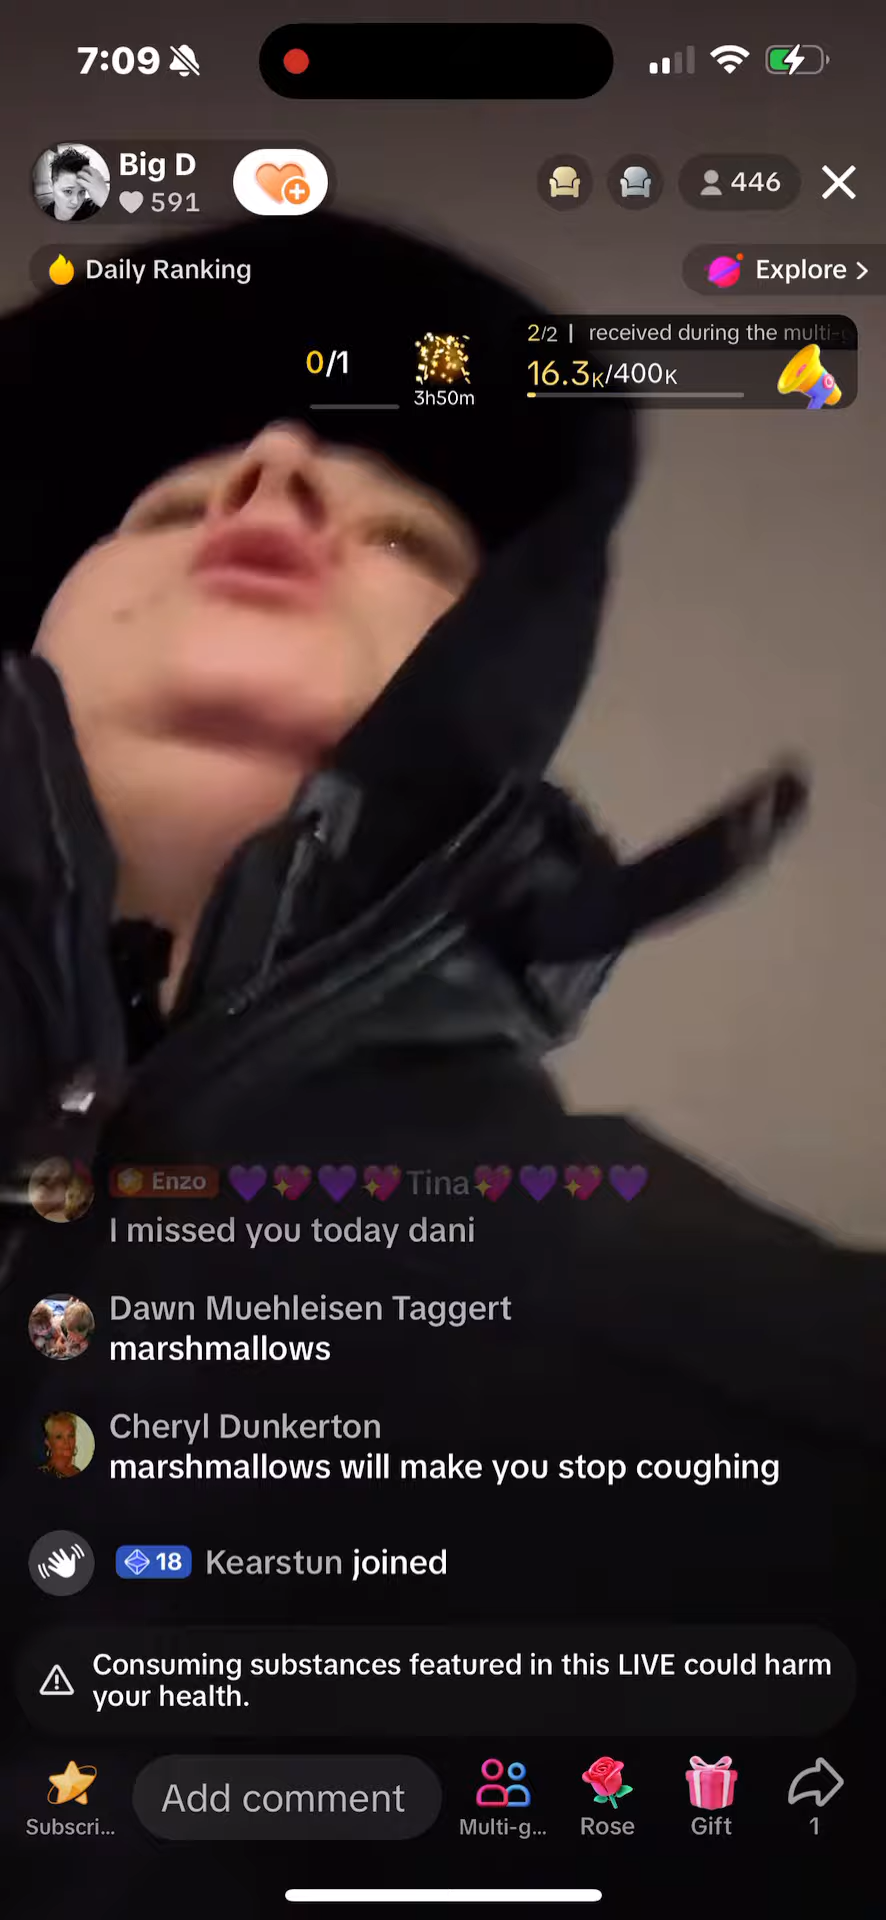 7:09
Big D
591
446
Daily Ranking
Explore >
0/1
3h50m
2/2 | received during the multi-
16.3K/400K
Enzo 💜💖💜💖Tina💖💜💖💜
I missed you today dani
Dawn Muehleisen Taggert
marshmallows
Cheryl Dunkerton
marshmallows will make you stop coughing
18 Kearstun joined
Consuming substances featured in this LIVE could harm
your health.
Add comment
Subscri...
Multi-g...
Rose
Gift
1